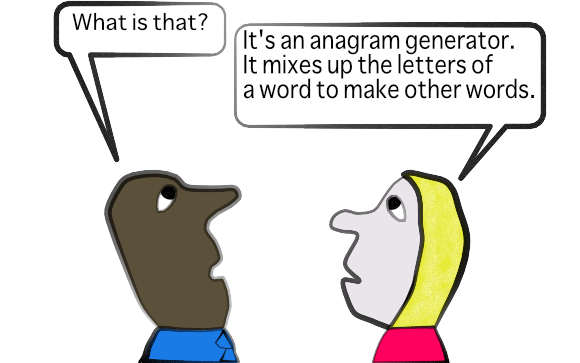 What is that?
It's an anagram generator.
It mixes up the letters of
a word to make other words.